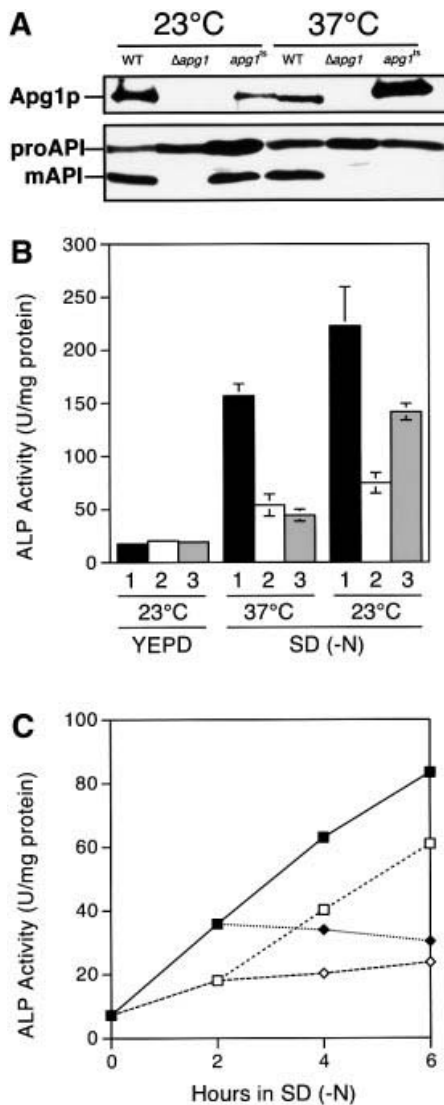 A
23°C 37°C
WT Δapg1 apg1ts WT Δapg1 apg1ts
Apg1p
proAPI
mAPI
B
ALP Activity (U/mg protein)
300
250
200
150
100
50
0
1 2 3 1 2 3 1 2 3
23°C 37°C 23°C
YEPD SD (-N)
C
ALP Activity (U/mg protein)
100
80
60
40
20
0
0 2 4 6
Hours in SD (-N)